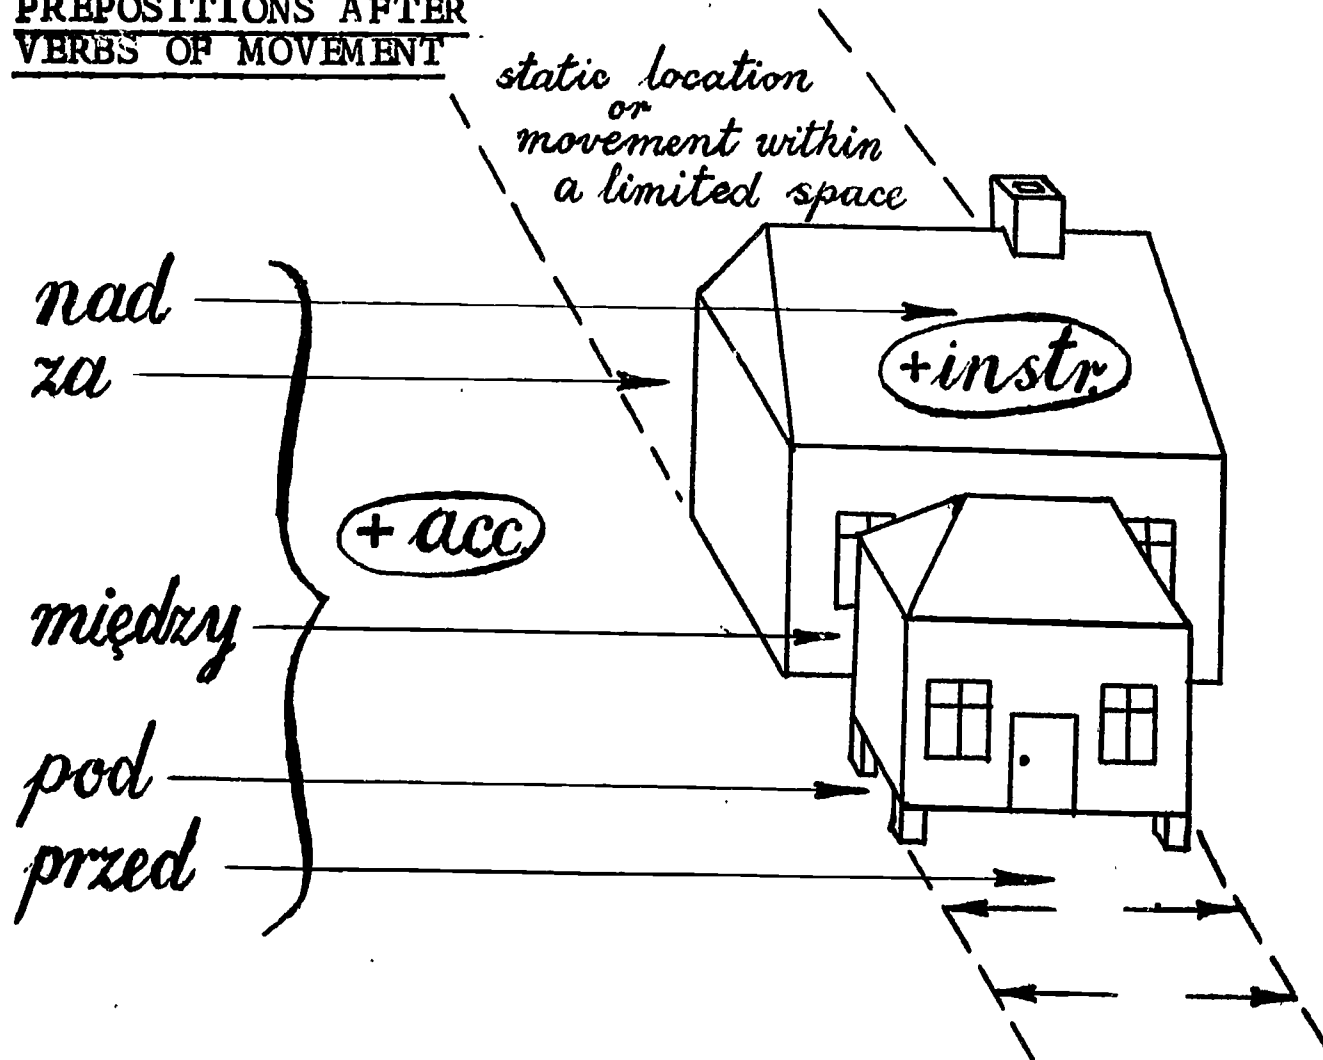 PREPOSITIONS AFTER
VERBS OF MOVEMENT
static location
or
movement within
a limited space
nad
za
+ instr.
+ acc.
między
pod
przed